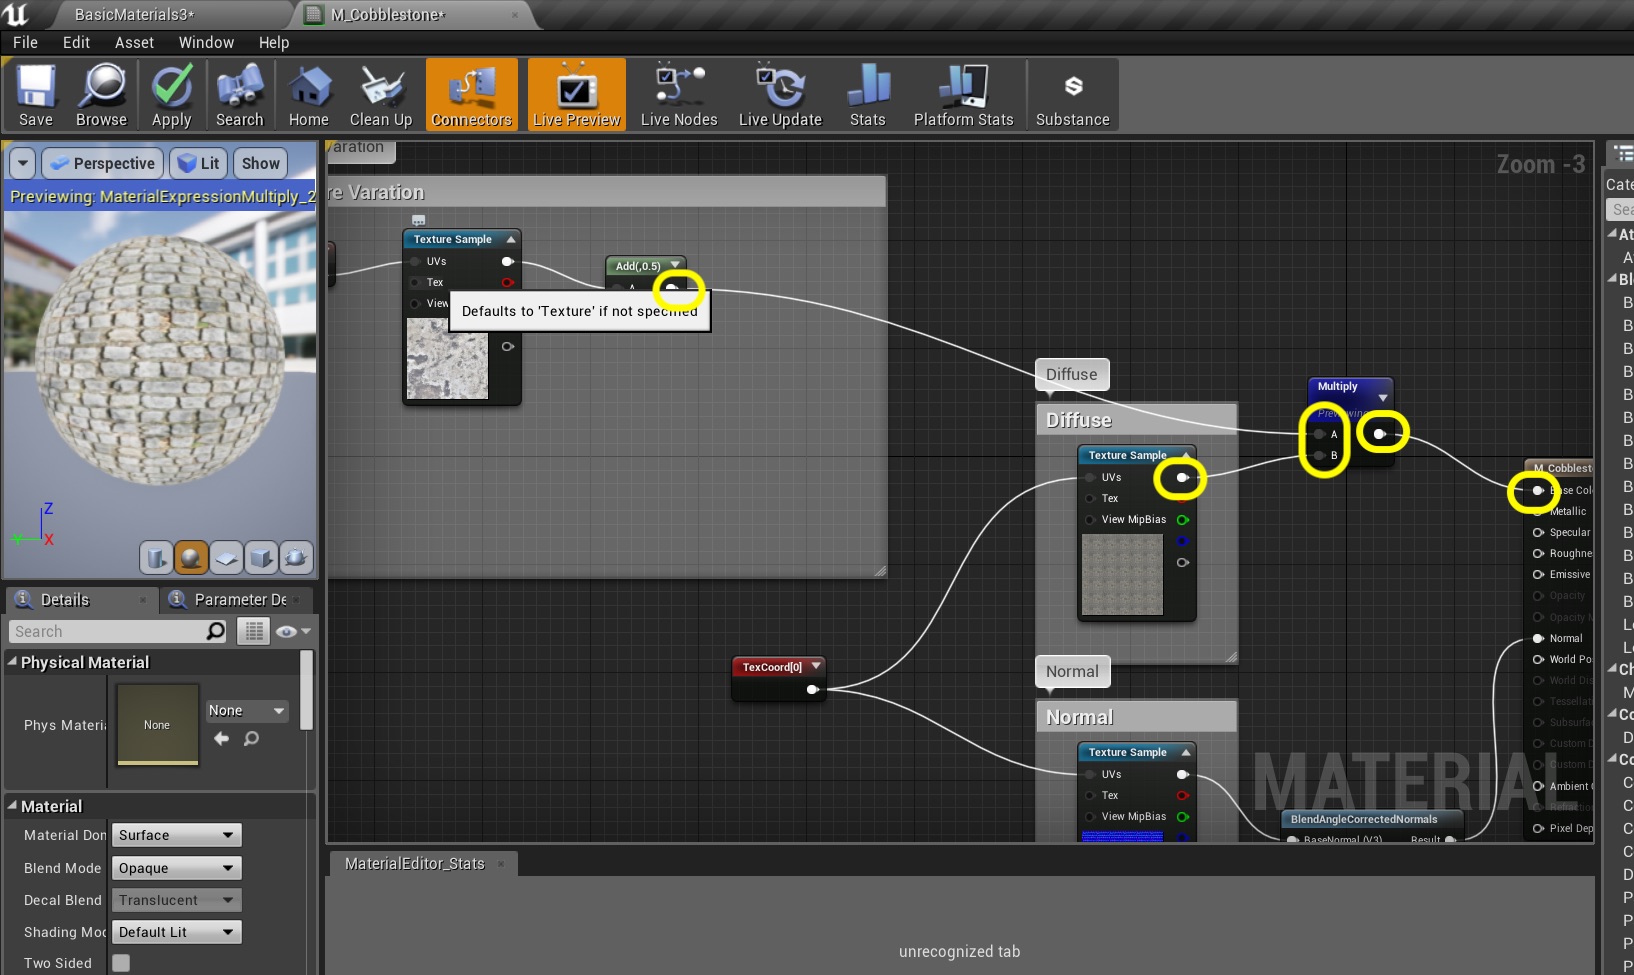 BasicMaterials3*
M_Cobblestone*
File Edit Asset Window Help
Save Browse Apply Search Home Clean Up Connectors Live Preview Live Nodes Live Update Stats Platform Stats Substance
Perspective Lit Show
Previewing: MaterialExpressionMultiply_2
Z
Y
X
Details
Parameter De
Search
Physical Material
Phys Materi
None
None
Material
Material Don
Surface
Blend Mode
Opaque
Decal Blend
Translucent
Shading Mod
Default Lit
Two Sided
aration
re Varation
Zoom -3
Texture Sample
UVs
Tex
View
Add(,0.5)
A
Defaults to 'Texture' if not specified
Diffuse
Diffuse
Texture Sample
UVs
Tex
View MipBias
Multiply
Previewing
A
B
M_Cobblest
Base Col
Metallic
Specular
Roughne
Emissive
Opacity
Opacity M
Normal
World Po
World Dis
Tessellati
Subsurfa
Custom D
Custom D
Ambient O
Refractio
Pixel Dep
TexCoord[0]
Normal
Normal
Texture Sample
UVs
Tex
View MipBias
BlendAngleCorrectedNormals
BaseNormal (V3) Result
MATERIAL
MaterialEditor_Stats
unrecognized tab
Cate
Sea
At
A
Ble
B
B
B
B
B
B
B
B
B
B
B
B
B
B
L
L
Ch
M
Co
D
Co
C
C
C
C
D
P
P
P
P